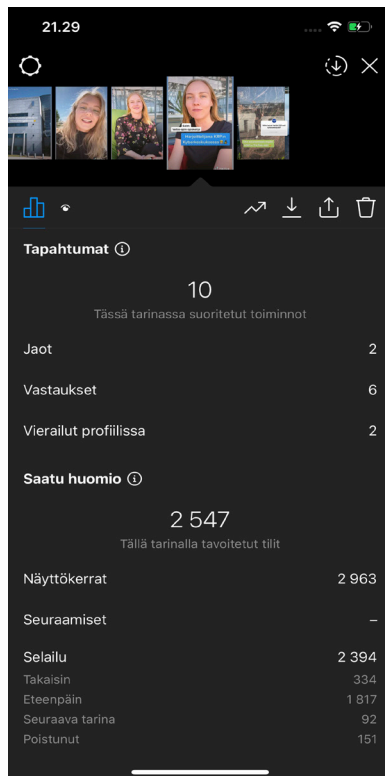 21.29
Tapahtumat
10
Tässä tarinassa suoritetut toiminnot
Jaot 2
Vastaukset 6
Vierailut profiilissa 2
Saatu huomio
2 547
Tällä tarinalla tavoitetut tilit
Näyttökerrat 2 963
Seuraamiset –
Selailu 2 394
Takaisin 334
Eteenpäin 1 817
Seuraava tarina 92
Poistunut 151